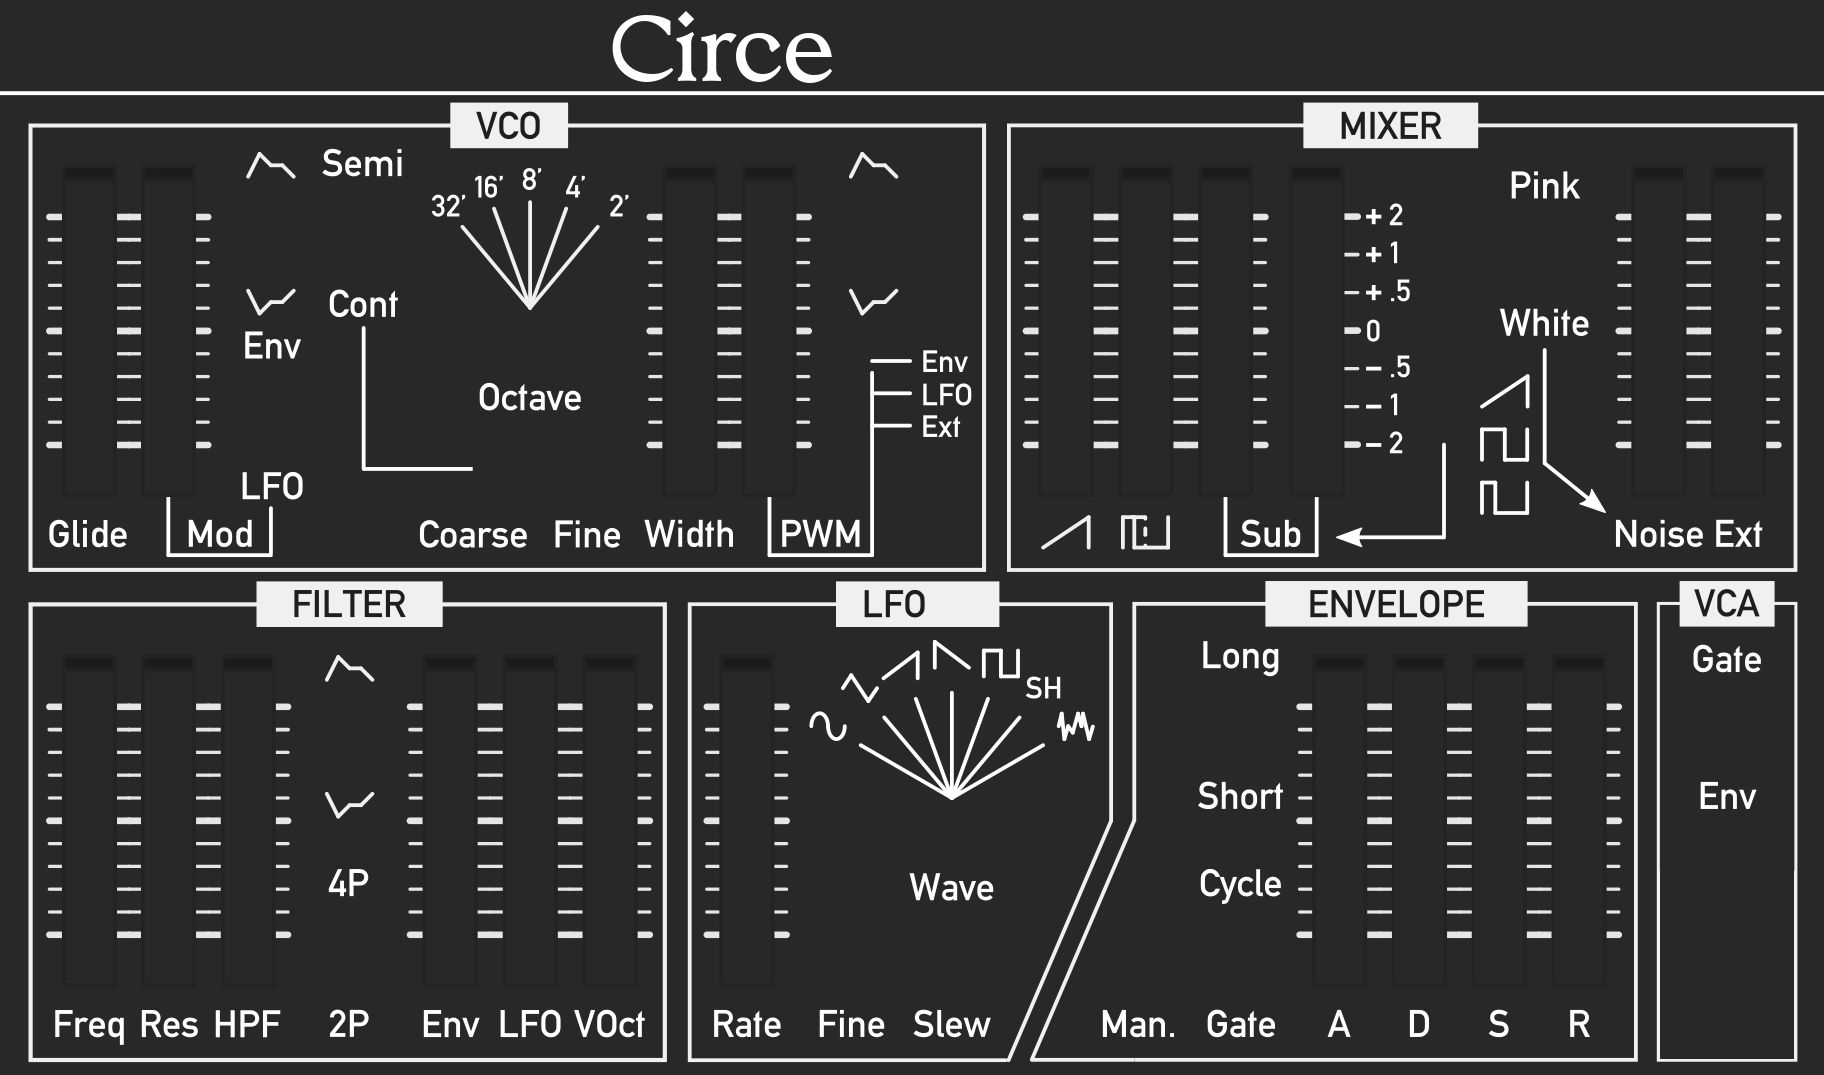 Circe
VCO
Semi
32' 16' 8' 4' 2'
Cont
Env
Octave
Env
LFO
Ext
LFO
Glide Mod Coarse Fine Width PWM
MIXER
Pink
+ 2
+ 1
+ .5
0
- .5
- 1
- 2
White
Sub Noise Ext
FILTER
4P
Freq Res HPF 2P Env LFO VOct
LFO
SH
Wave
Rate Fine Slew
ENVELOPE
Long
Short
Cycle
Man. Gate A D S R
VCA
Gate
Env